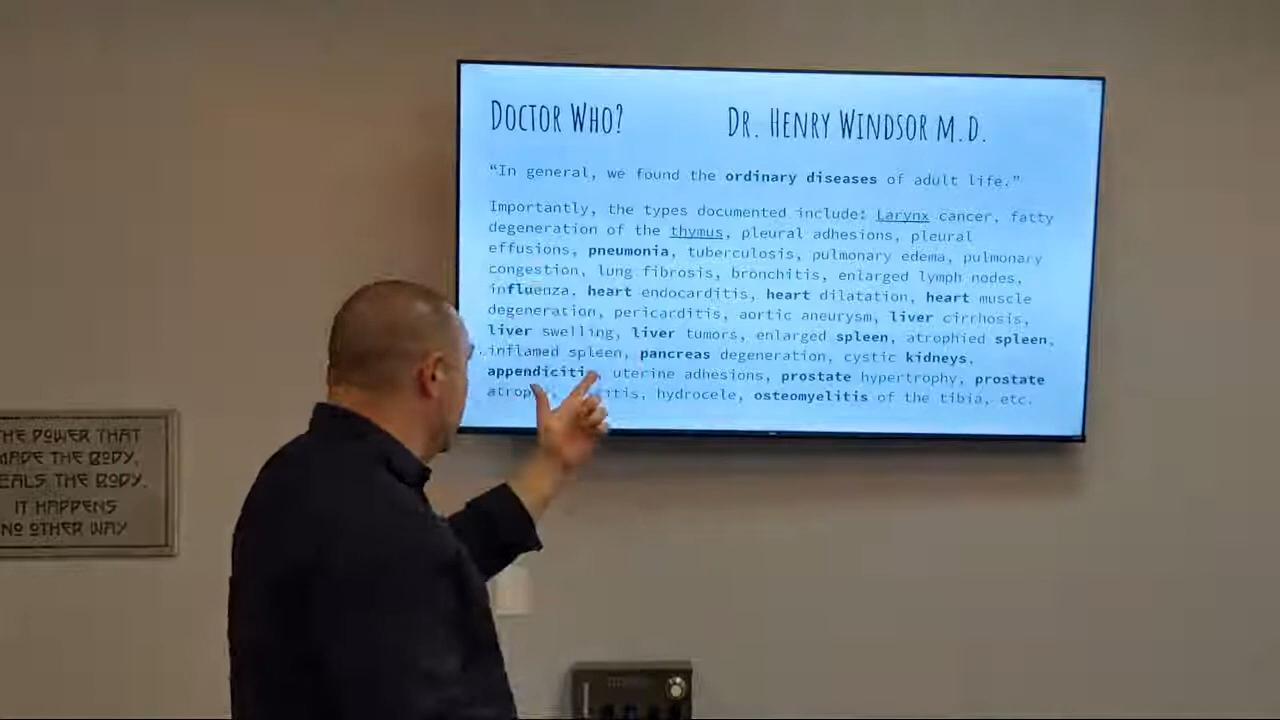 DOCTOR WHO?
DR. HENRY WINDSOR M.D.
“In general, we found the ordinary diseases of adult life.”
Importantly, the types documented include: Larynx cancer, fatty
degeneration of the thymus, pleural adhesions, pleural
effusions, pneumonia, tuberculosis, pulmonary edema, pulmonary
congestion, lung fibrosis, bronchitis, enlarged lymph nodes,
influenza, heart endocarditis, heart dilatation, heart muscle
degeneration, pericarditis, aortic aneurysm, liver cirrhosis,
liver swelling, liver tumors, enlarged spleen, atrophied spleen,
inflamed spleen, pancreas degeneration, cystic kidneys,
appendicitis, uterine adhesions, prostate hypertrophy, prostate
hydrocele, osteomyelitis of the tibia, etc.
THE POWER THAT
MADE THE BODY,
HEALS THE BODY.
IT HAPPENS
NO OTHER WAY